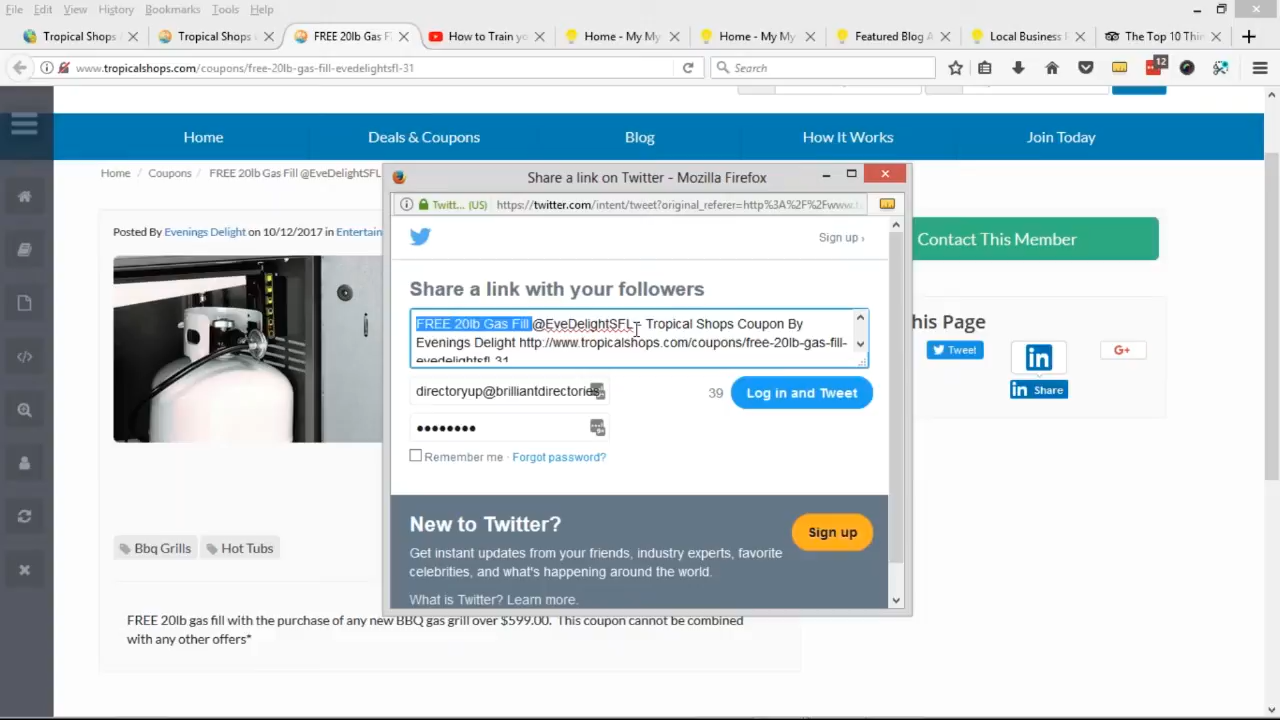 File Edit View History Bookmarks Tools Help
Tropical Shops / Tropical Shops FREE 20lb Gas F How to Train yo Home - My My Home - My My Featured Blog A Local Business The Top 10 Thin
www.tropicalshops.com/coupons/free-20lb-gas-fill-evedelightsfl-31
Search
12
Home Deals & Coupons Blog How It Works Join Today
Home / Coupons / FREE 20lb Gas Fill @EveDelightSFL
Share a link on Twitter - Mozilla Firefox
Twitt... (US) https://twitter.com/intent/tweet?original_referer=http%3A%2F%2Fwww.
Posted By Evenings Delight on 10/12/2017 in Entertain
Sign up ›
Contact This Member
Share a link with your followers
FREE 20lb Gas Fill @EveDelightSFL - Tropical Shops Coupon By
Evenings Delight http://www.tropicalshops.com/coupons/free-20lb-gas-fill-
evedelightsfl-31
his Page
Tweet
in
G+
in Share
directoryup@brilliantdirectories
39
Log in and Tweet
Remember me · Forgot password?
New to Twitter?
Sign up
Get instant updates from your friends, industry experts, favorite
celebrities, and what's happening around the world.
What is Twitter? Learn more.
Bbq Grills Hot Tubs
FREE 20lb gas fill with the purchase of any new BBQ gas grill over $599.00. This coupon cannot be combined
with any other offers*